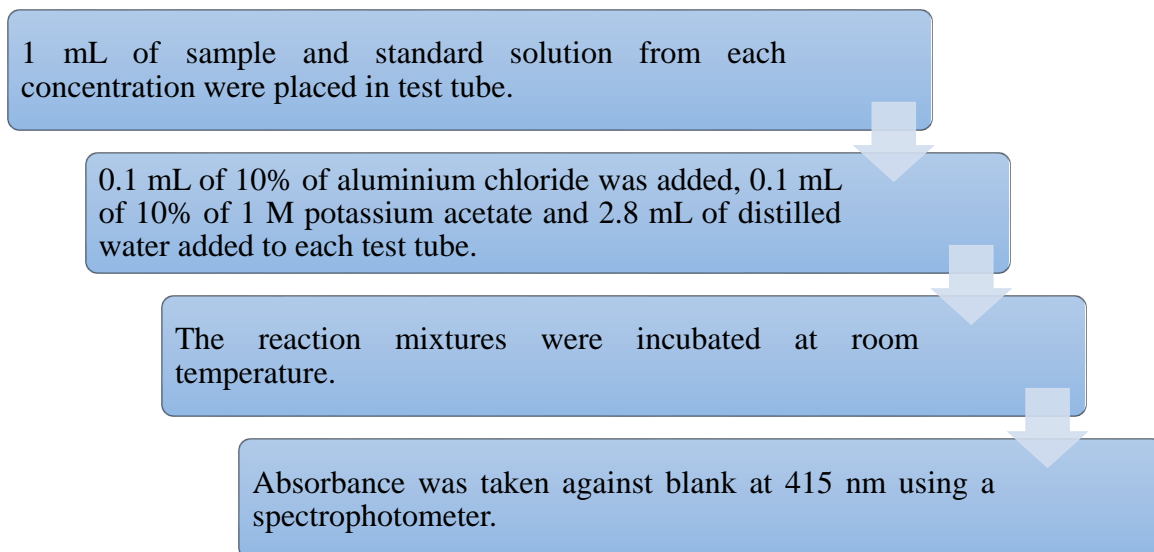 1 mL of sample and standard solution from each
concentration were placed in test tube.
0.1 mL of 10% of aluminium chloride was added, 0.1 mL
of 10% of 1 M potassium acetate and 2.8 mL of distilled
water added to each test tube.
The reaction mixtures were incubated at room
temperature.
Absorbance was taken against blank at 415 nm using a
spectrophotometer.